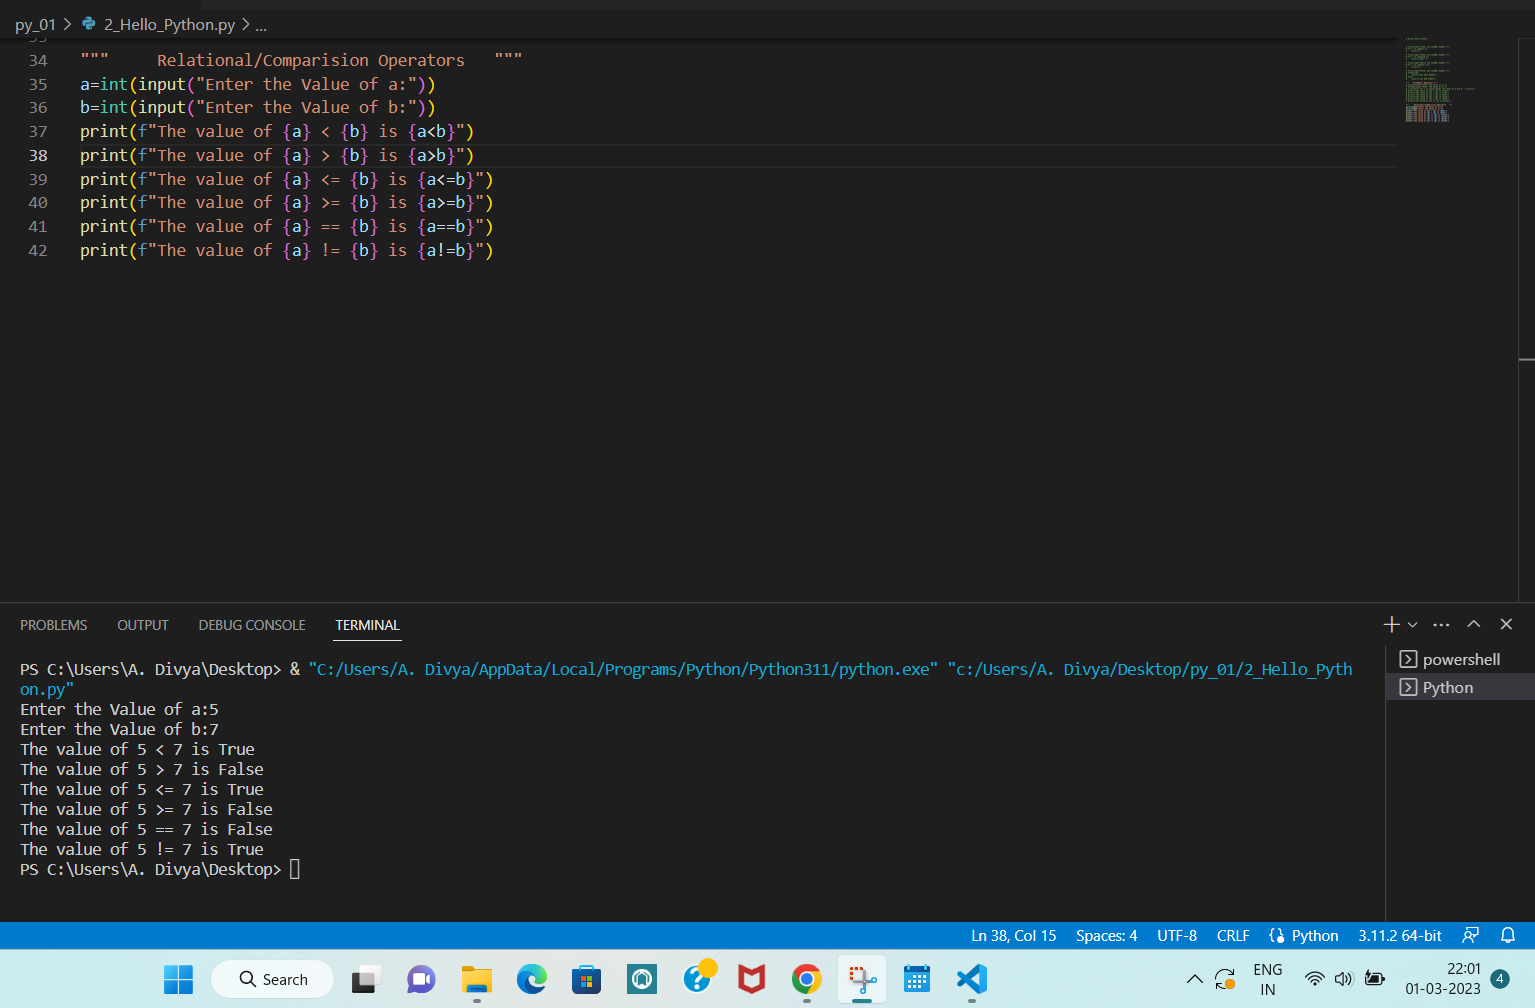 py_01 > 2_Hello_Python.py > ...
34 """     Relational/Comparision Operators   """
35 a=int(input("Enter the Value of a:"))
36 b=int(input("Enter the Value of b:"))
37 print(f"The value of {a} < {b} is {a<b}")
38 print(f"The value of {a} > {b} is {a>b}")
39 print(f"The value of {a} <= {b} is {a<=b}")
40 print(f"The value of {a} >= {b} is {a>=b}")
41 print(f"The value of {a} == {b} is {a==b}")
42 print(f"The value of {a} != {b} is {a!=b}")
PROBLEMS OUTPUT DEBUG CONSOLE TERMINAL
PS C:\Users\A. Divya\Desktop> & "C:/Users/A. Divya/AppData/Local/Programs/Python/Python311/python.exe" "c:/Users/A. Divya/Desktop/py_01/2_Hello_Pyth
on.py"
Enter the Value of a:5
Enter the Value of b:7
The value of 5 < 7 is True
The value of 5 > 7 is False
The value of 5 <= 7 is True
The value of 5 >= 7 is False
The value of 5 == 7 is False
The value of 5 != 7 is True
PS C:\Users\A. Divya\Desktop>
powershell
Python
Ln 38, Col 15 Spaces: 4 UTF-8 CRLF Python 3.11.2 64-bit
Search
ENG
IN
22:01
01-03-2023
4